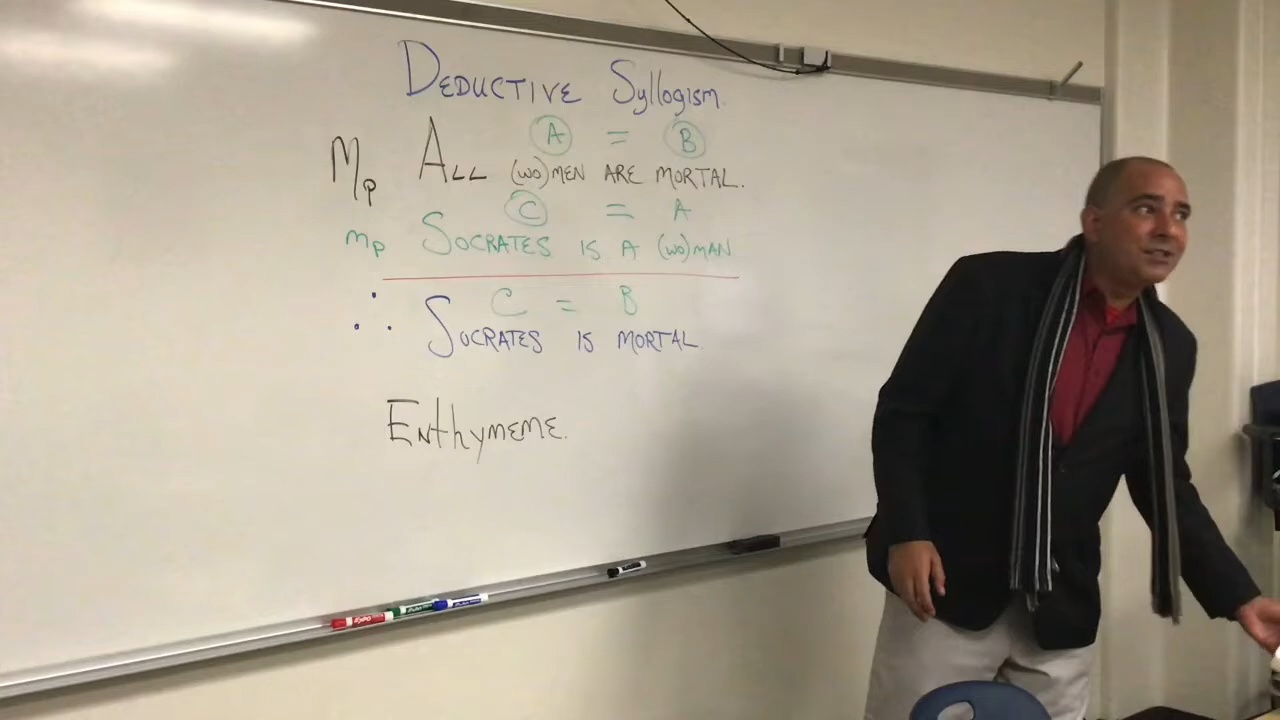 DEDUCTIVE Syllogism.
A = B
Mp ALL (WO)MEN ARE MORTAL.
C = A
mp SOCRATES IS A (WO)MAN
C = B
∴ SOCRATES IS MORTAL
ENthYMEME.